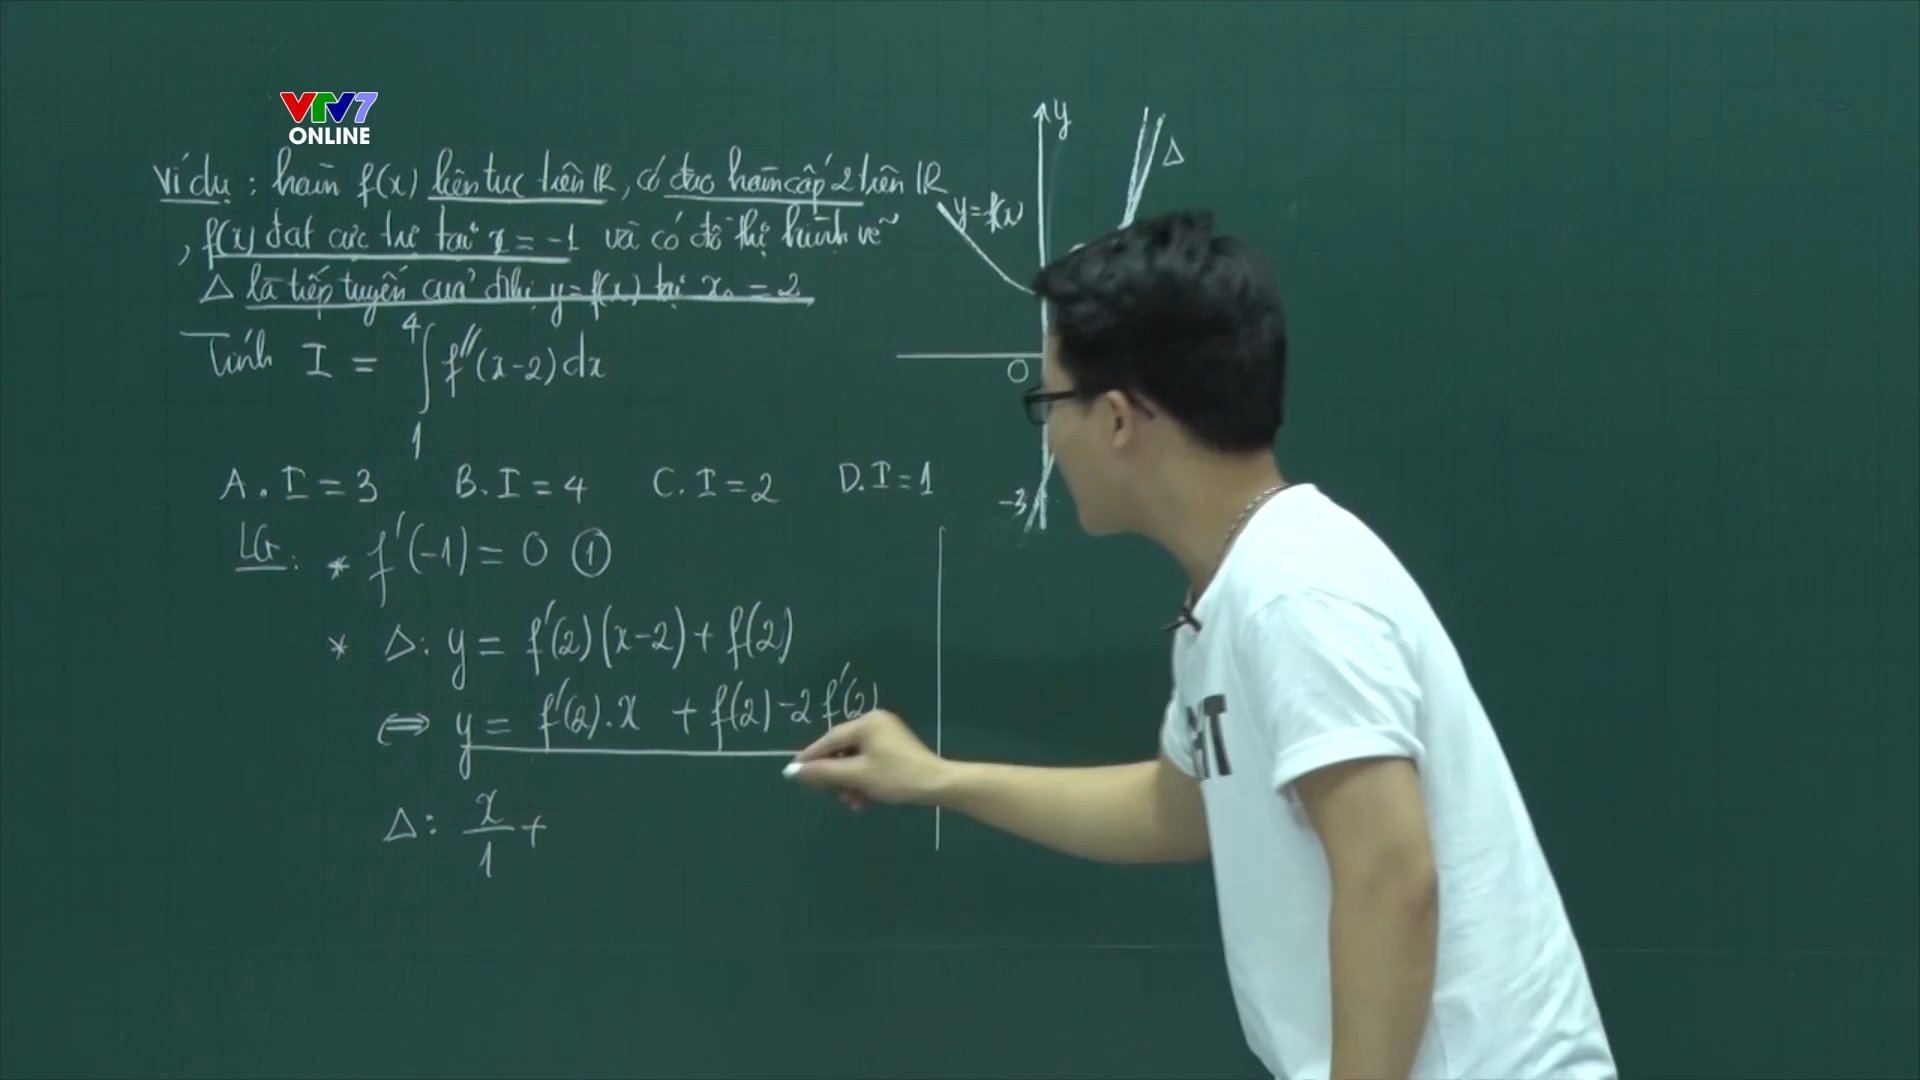 VTV7
ONLINE
Ví dụ : hàm f(x) liên tục trên ℝ, có đạo hàm cấp 2 trên ℝ
, f(x) đạt cực trị tại x = -1 và có đồ thị hình vẽ
Δ là tiếp tuyến của đthị y = f(x) tại x₀ = 2
Tính I = ∫₁⁴ f''(x-2)dx
A. I = 3 B. I = 4 C. I = 2 D. I = 1
LG: * f'(-1) = 0 ①
* Δ: y = f'(2)(x-2) + f(2)
⇔ y = f'(2).x + f(2) - 2f'(2)
Δ: x/1 +
y
Δ
y = f(x)
O
-3